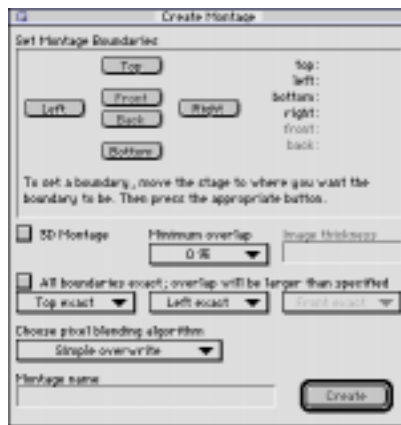 Create Montage
Set Montage Boundaries
Top
Left
Front
Back
Right
Bottom
top:
left:
bottom:
right:
front:
back:
To set a boundary, move the stage to where you want the
boundary to be. Then press the appropriate button.
3D Montage
Minimum overlap
Image thickness
0 %
All boundaries exact; overlap will be larger than specified
Top exact
Left exact
Front exact
Choose pixel blending algorithm
Simple overwrite
Montage name
Create